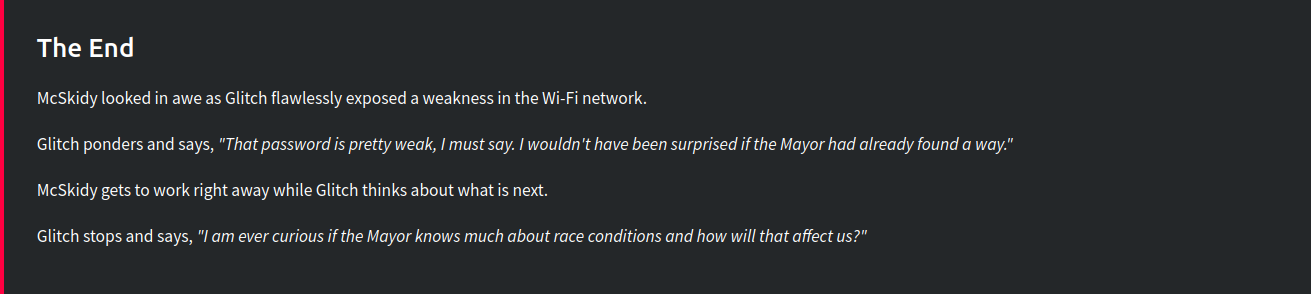 The End
McSkidy looked in awe as Glitch flawlessly exposed a weakness in the Wi-Fi network.
Glitch ponders and says, "That password is pretty weak, I must say. I wouldn't have been surprised if the Mayor had already found a way."
McSkidy gets to work right away while Glitch thinks about what is next.
Glitch stops and says, "I am ever curious if the Mayor knows much about race conditions and how will that affect us?"